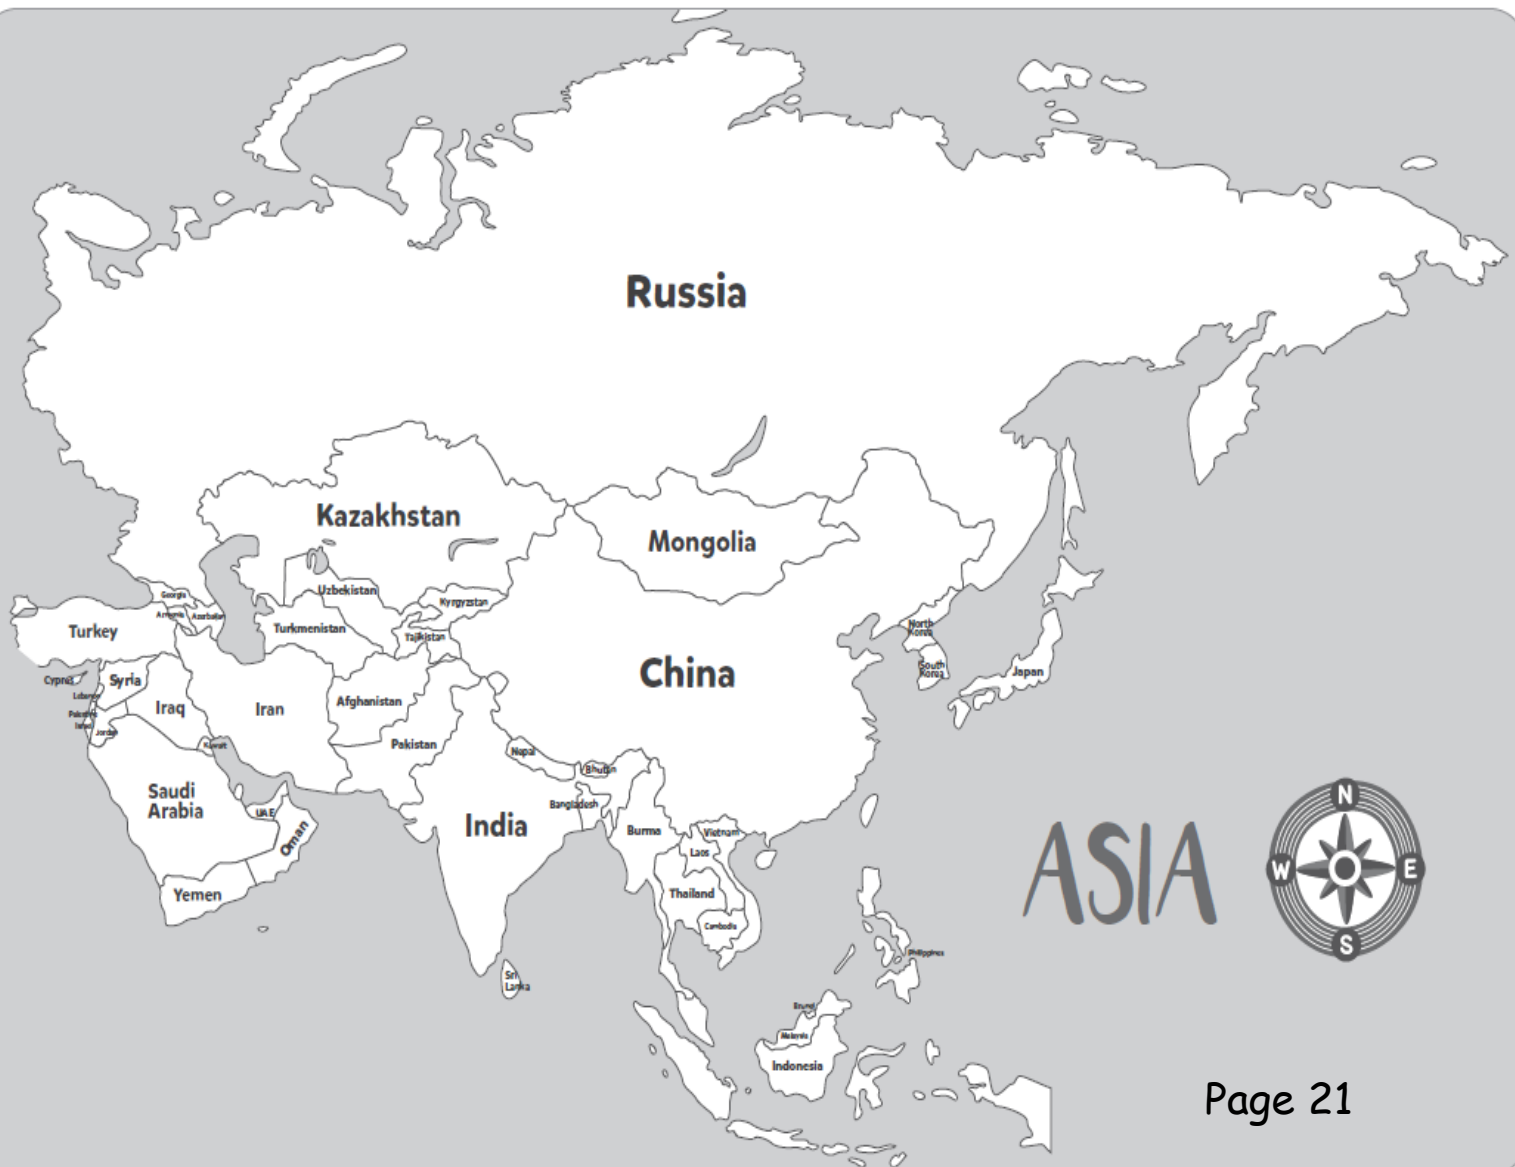 Russia
Kazakhstan
Mongolia
Uzbekistan
Kyrgyzstan
Georgia
Armenia
Azerbaijan
Turkey
Turkmenistan
Tajikistan
North
Korea
South
Korea
Japan
China
Cyprus
Syria
Lebanon
Palestine
Israel
Jordan
Iraq
Iran
Afghanistan
Kuwait
Pakistan
Nepal
Bhutan
Saudi
Arabia
UAE
Oman
Bangladesh
India
Burma
Vietnam
Laos
Yemen
Thailand
Cambodia
Philippines
Sri
Lanka
Brunei
Malaysia
Indonesia
ASIA
N
W
E
S
Page 21